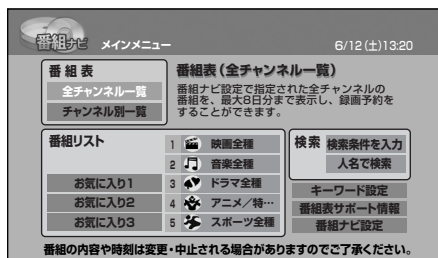 番組ナビ メインメニュー 6/12(土)13:20
番組表
全チャンネル一覧
チャンネル別一覧
番組表(全チャンネル一覧)
番組ナビ設定で指定された全チャンネルの
番組を、最大8日分まで表示し、録画予約を
することができます。
番組リスト
お気に入り1
お気に入り2
お気に入り3
1 映画全種
2 音楽全種
3 ドラマ全種
4 アニメ/特…
5 スポーツ全種
検索 検索条件を入力
人名で検索
キーワード設定
番組表サポート情報
番組ナビ設定
番組の内容や時刻は変更・中止される場合がありますのでご了承ください。